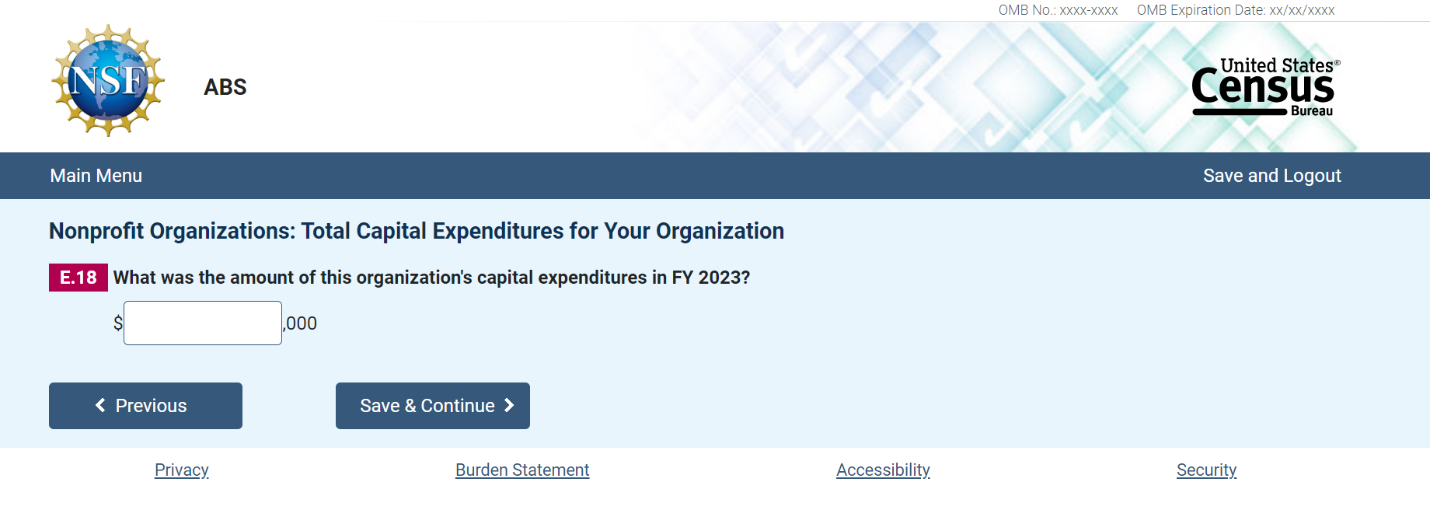 OMB No.: xxxx-xxxx OMB Expiration Date: xx/xx/xxxx
NSF
ABS
United States®
Census
Bureau
Main Menu Save and Logout
Nonprofit Organizations: Total Capital Expenditures for Your Organization
E.18 What was the amount of this organization's capital expenditures in FY 2023?
$ ,000
Previous Save & Continue
Privacy Burden Statement Accessibility Security